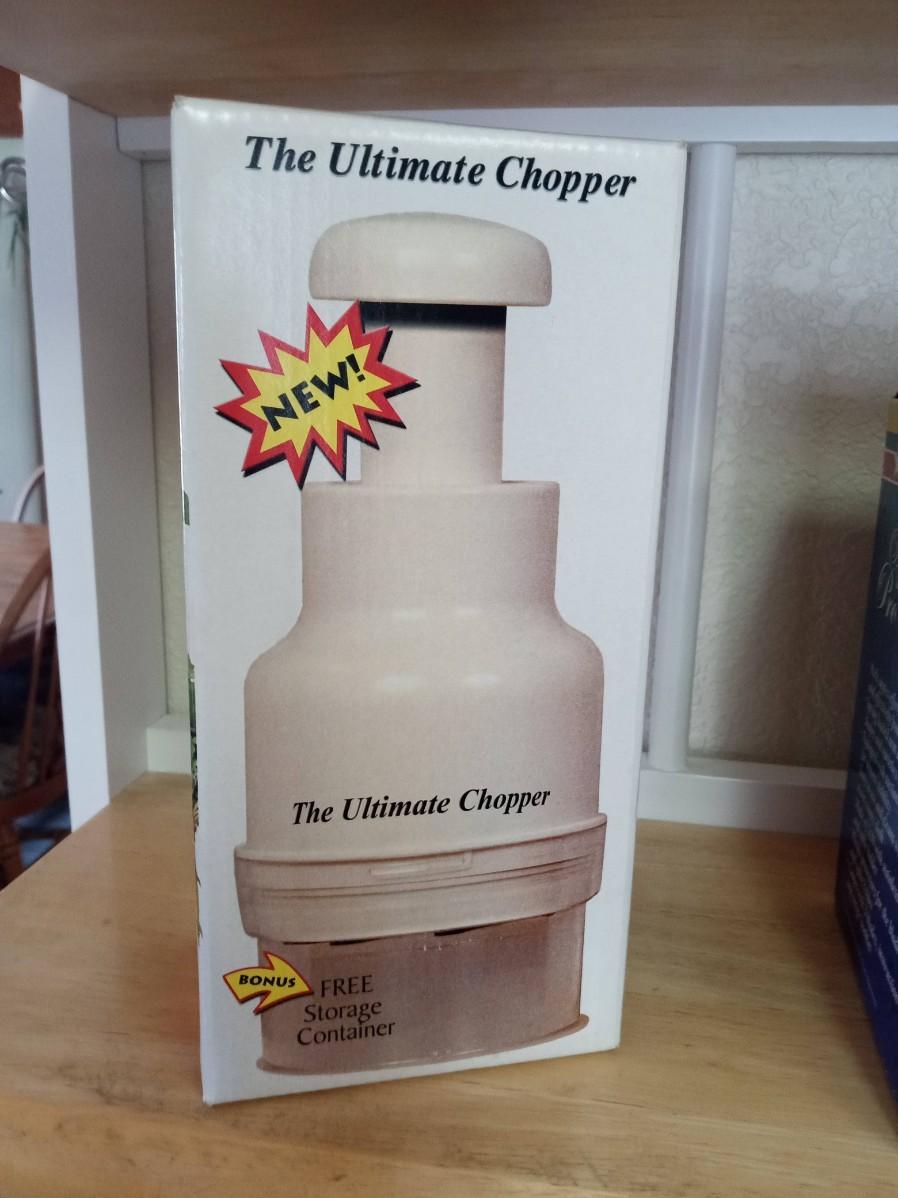 The Ultimate Chopper
NEW!
The Ultimate Chopper
BONUS
FREE
Storage
Container